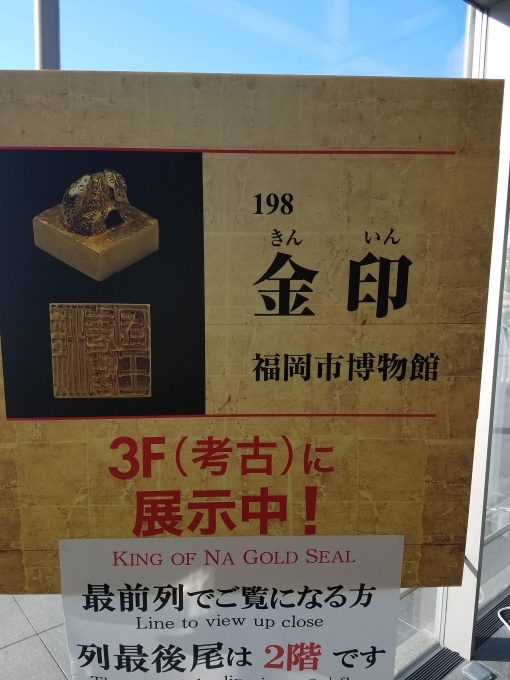 198
きん いん
金印
福岡市博物館
3F(考古)に
展示中!
KING OF NA GOLD SEAL
最前列でご覧になる方
Line to view up close
列最後尾は 2階 です